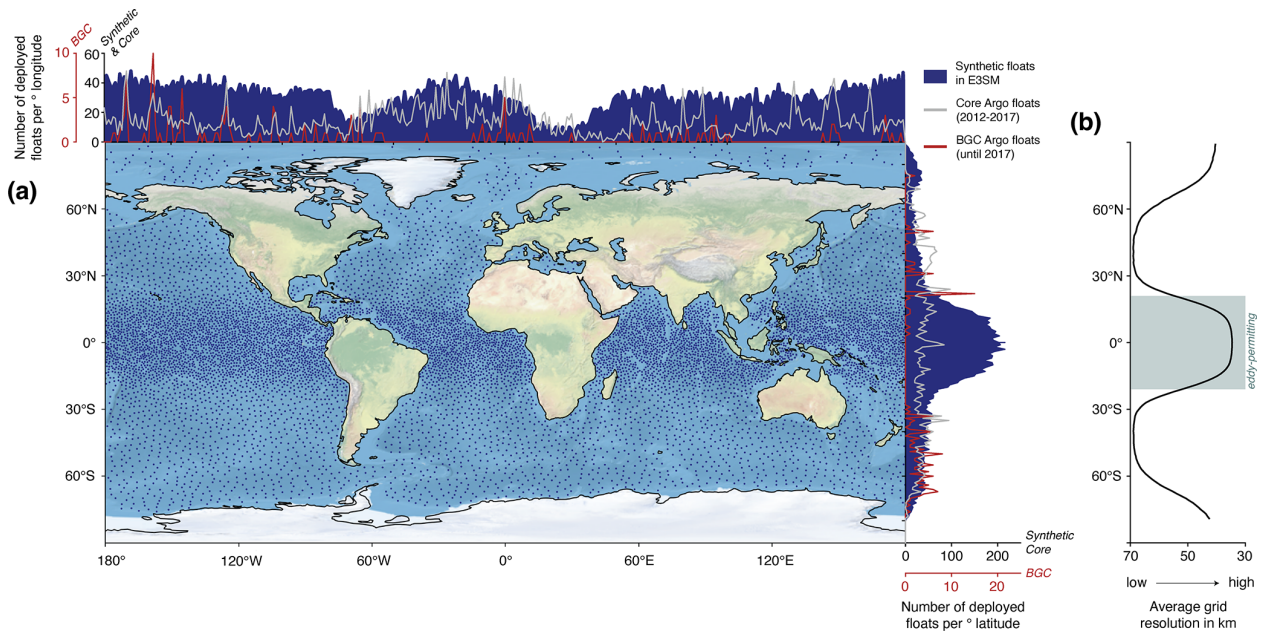 Number of deployed
floats per ° longitude
BGC
Synthetic
& Core
10
5
0
60
40
20
0
Synthetic floats
in E3SM
Core Argo floats
(2012-2017)
BGC Argo floats
(until 2017)
(a)
60°N
30°N
0°
30°S
60°S
180°
120°W
60°W
0°
60°E
120°E
0
100
200
Synthetic
Core
0
10
20
BGC
Number of deployed
floats per ° latitude
(b)
60°N
30°N
0°
30°S
60°S
eddy-permitting
70
50
30
low
high
Average grid
resolution in km